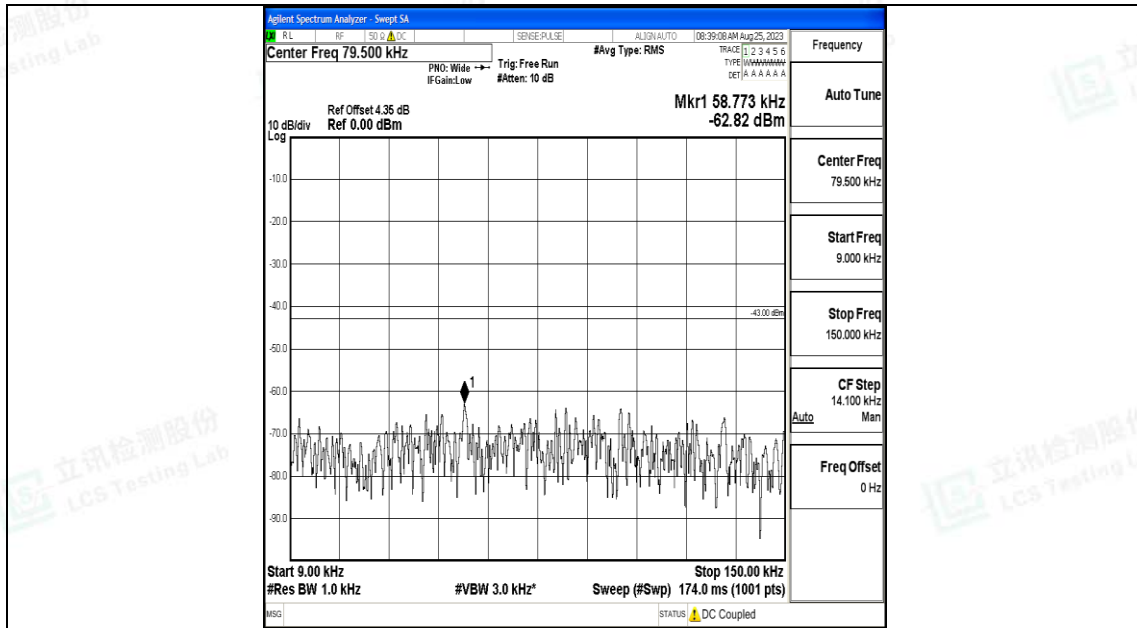 Agilent Spectrum Analyzer - Swept SA
RL RF 50 Ω DC SENSE:PULSE ALIGN AUTO 08:39:08 AM Aug 25, 2023
Center Freq 79.500 kHz
#Avg Type: RMS
TRACE 1 2 3 4 5 6
TYPE
DET A A A A A A
PNO: Wide
IFGain:Low
Trig: Free Run
#Atten: 10 dB
Mkr1 58.773 kHz
-62.82 dBm
Ref Offset 4.35 dB
10 dB/div Ref 0.00 dBm
Log
-10.0
-20.0
-30.0
-40.0
-43.00 dBm
-50.0
-60.0
1
-70.0
-80.0
-90.0
Start 9.00 kHz Stop 150.00 kHz
#Res BW 1.0 kHz #VBW 3.0 kHz* Sweep (#Swp) 174.0 ms (1001 pts)
MSG STATUS DC Coupled
Frequency
Auto Tune
Center Freq
79.500 kHz
Start Freq
9.000 kHz
Stop Freq
150.000 kHz
CF Step
14.100 kHz
Auto Man
Freq Offset
0 Hz
立讯检测股份
LCS Testing Lab
立讯检测股份